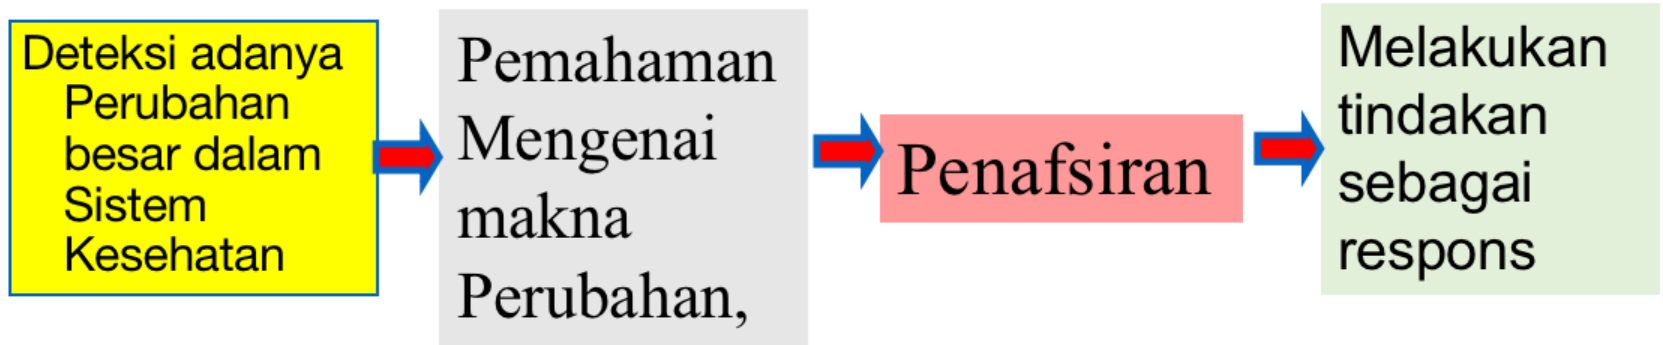 Deteksi adanya
Perubahan
besar dalam
Sistem
Kesehatan
Pemahaman
Mengenai
makna
Perubahan,
Penafsiran
Melakukan
tindakan
sebagai
respons